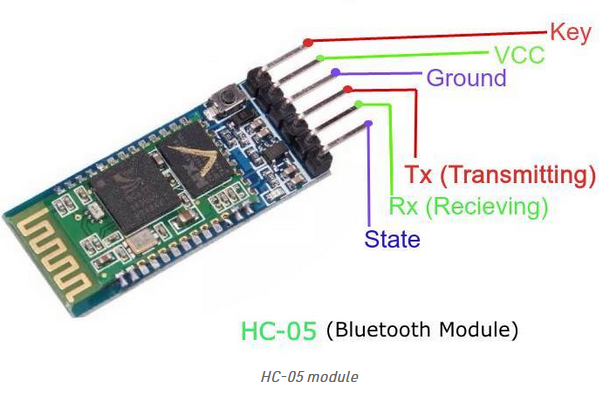 Key
VCC
Ground
Tx (Transmitting)
Rx (Recieving)
State
HC-05 (Bluetooth Module)
HC-05 module